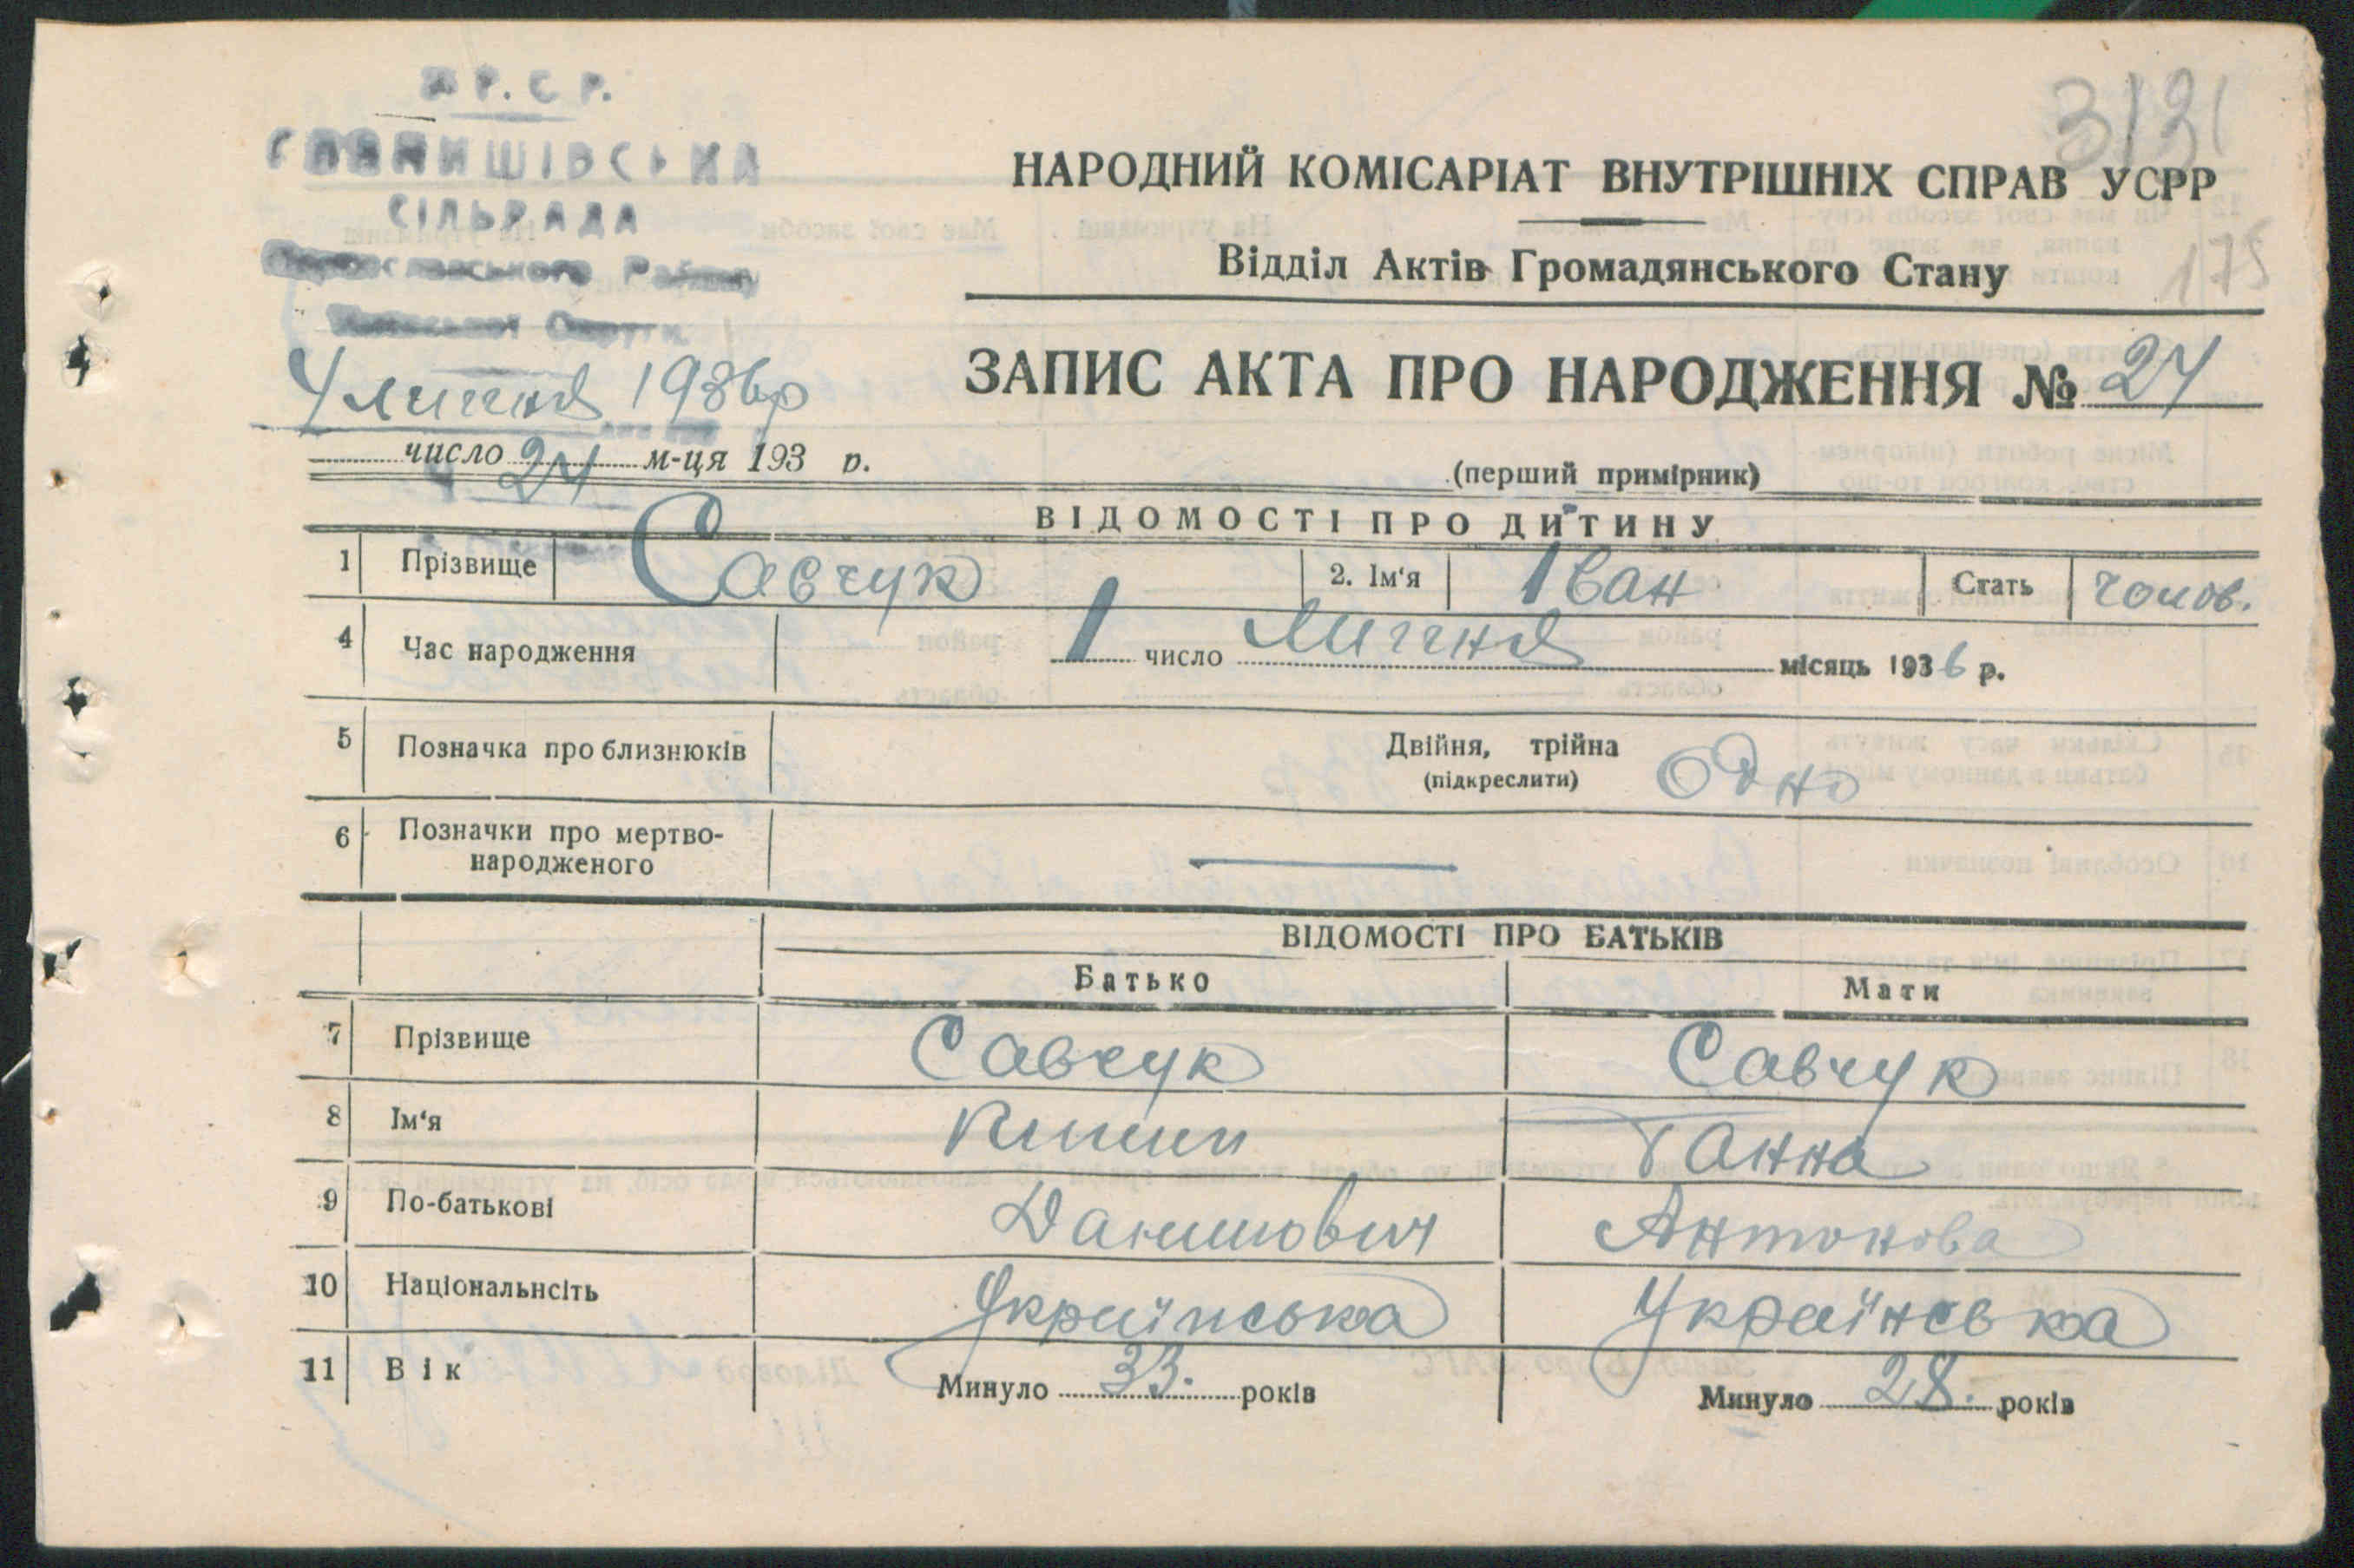 Р.С.Р.
СІЛЬРАДА
3131
НАРОДНИЙ КОМІСАРІАТ ВНУТРІШНІХ СПРАВ УСРР
175
Відділ Актів Громадянського Стану
4 липня 1936р
ЗАПИС АКТА ПРО НАРОДЖЕННЯ № 24
число 24 м-ця 193 р.
(перший примірник)
ВІДОМОСТІ ПРО ДИТИНУ
1 Прізвище Савчук 2. Ім'я Іван Стать чолов.
4 Час народження 1 число Липня місяць 1936 р.
5 Позначка про близнюків Двійня, трійна одно
(підкреслити)
6 Позначки про мертво-
народженого —
ВІДОМОСТІ ПРО БАТЬКІВ
Батько Мати
7 Прізвище Савчук Савчук
8 Ім'я Килип Ганна
9 По-батькові Данилович Антонова
10 Національнсіть Українська Українська
11 Вік Минуло 33. років Минуло 28. років